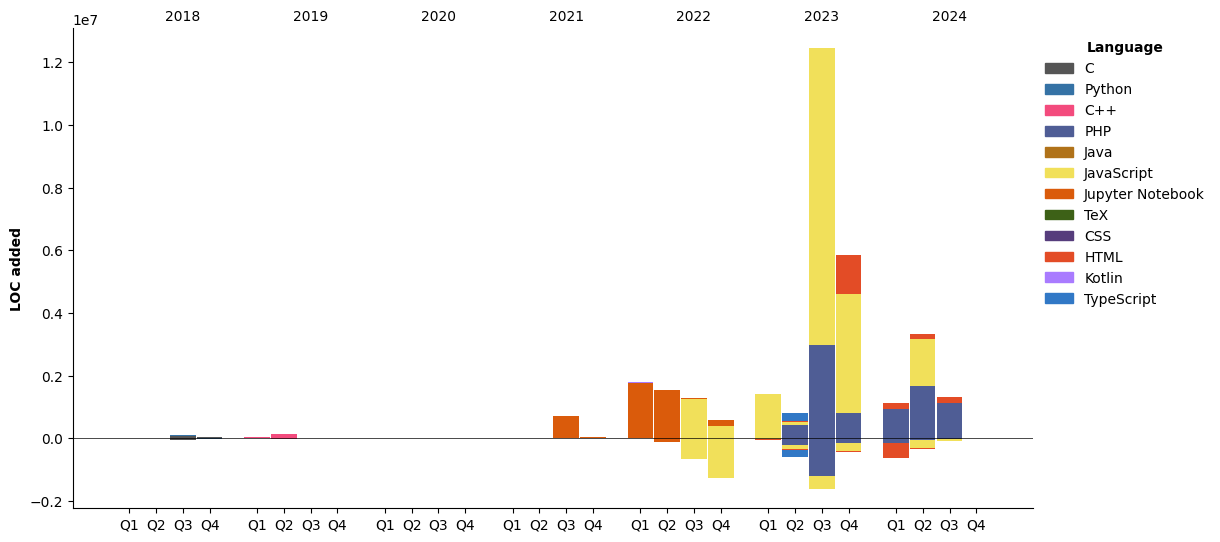 1e7
2018 2019 2020 2021 2022 2023 2024
1.2
1.0
0.8
0.6
0.4
0.2
0.0
−0.2
LOC added
Q1 Q2 Q3 Q4 Q1 Q2 Q3 Q4 Q1 Q2 Q3 Q4 Q1 Q2 Q3 Q4 Q1 Q2 Q3 Q4 Q1 Q2 Q3 Q4 Q1 Q2 Q3 Q4
Language
C
Python
C++
PHP
Java
JavaScript
Jupyter Notebook
TeX
CSS
HTML
Kotlin
TypeScript